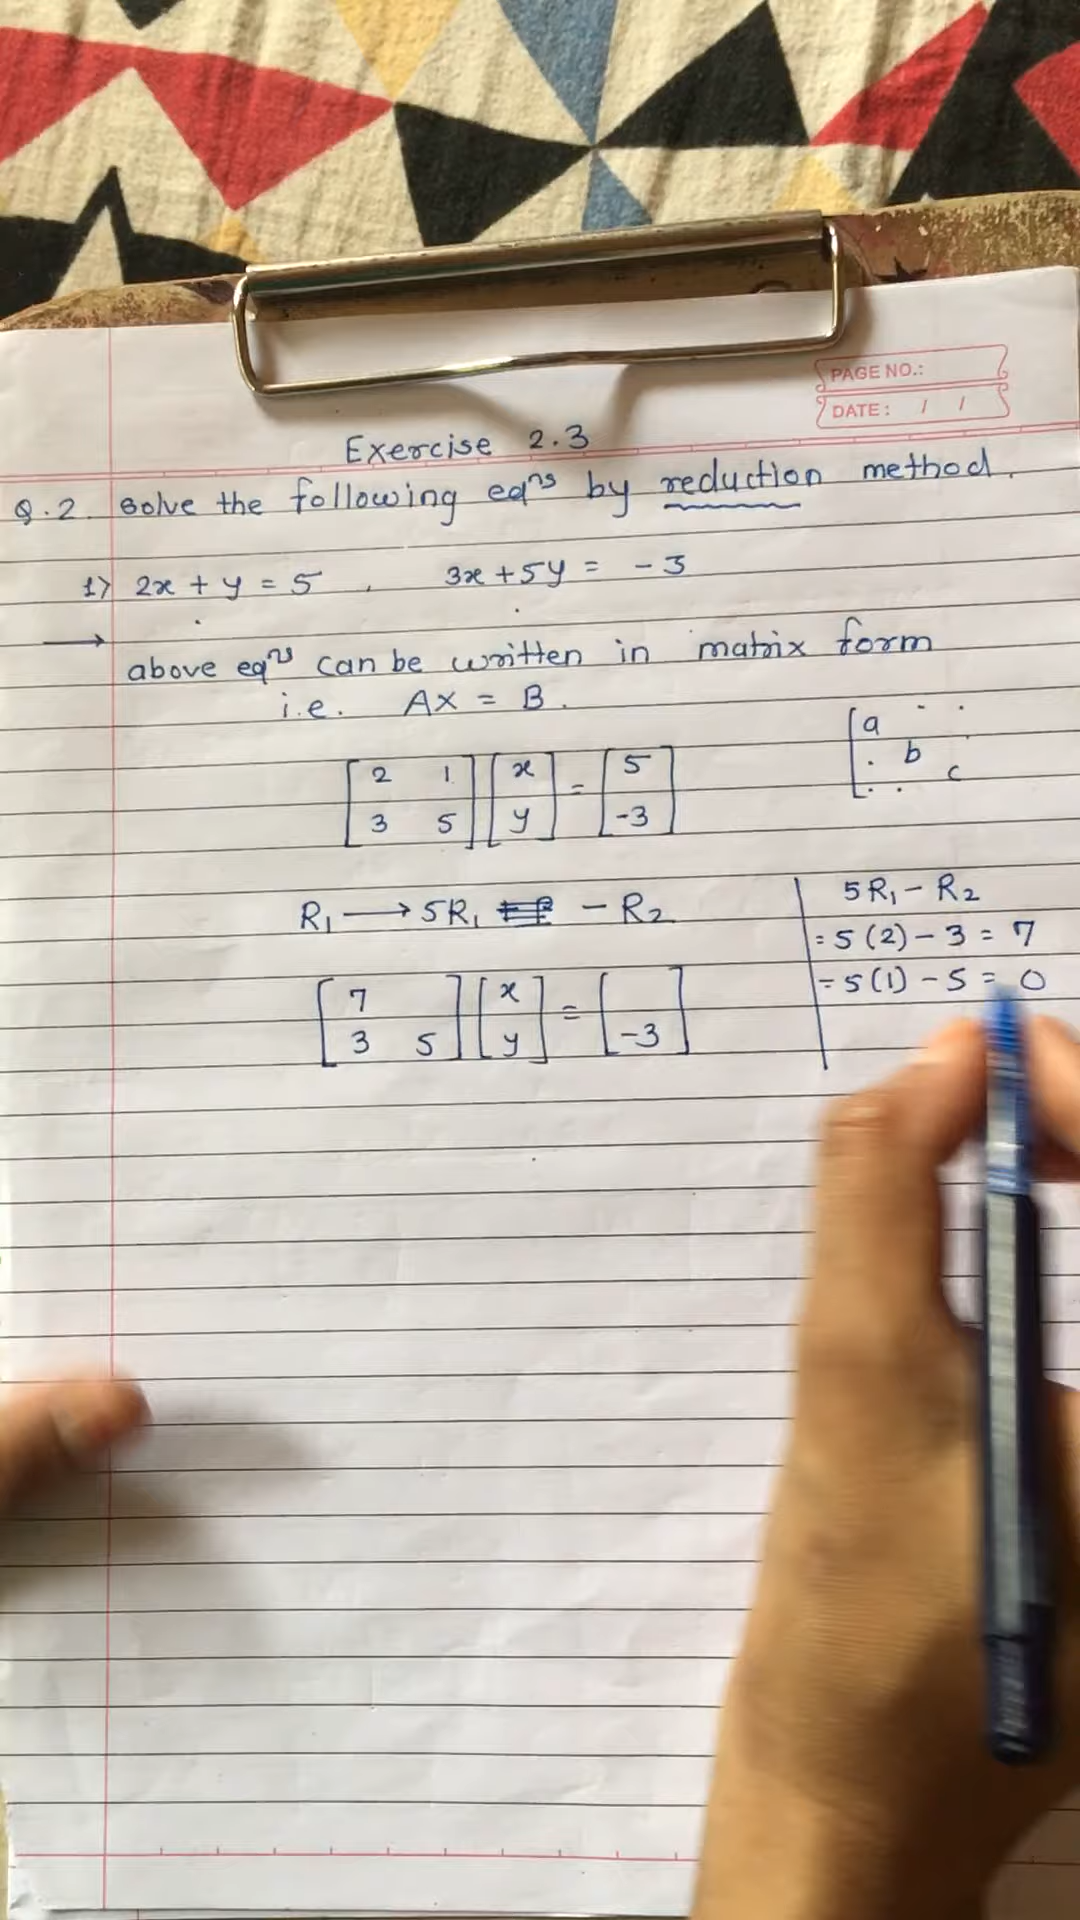 PAGE NO.:
DATE: / /
Exercise 2.3
Q.2. Solve the following eqns by reduction method.
1) 2x + y = 5 , 3x + 5y = -3
→
above eqns can be written in matrix form
i.e. AX = B.
[a . .
. b .
. . c
[2 1] [x] = [5]
[3 5] [y] = [-3]
R1 → 5R1 - R2
5R1 - R2
= 5(2) - 3 = 7
= 5(1) - 5 = 0
[7 ] [x] = [ ]
[3 5] [y] = [-3]